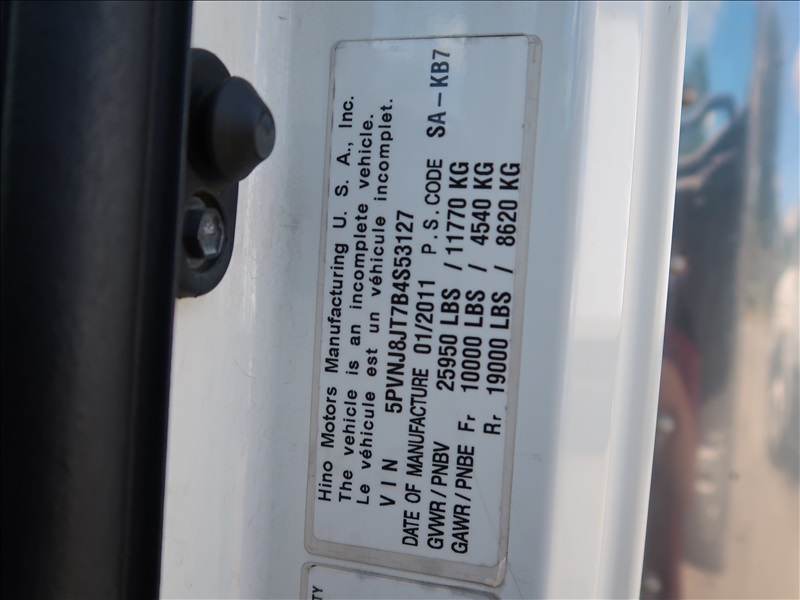 Hino Motors Manufacturing U. S. A., Inc.
The vehicle is an incomplete vehicle.
Le véhicule est un véhicule incomplet.
VIN 5PVNJ8JT7B4S53127
DATE OF MANUFACTURE 01/2011 P.S.CODE SA-KB7
GVWR/PNBV 25950 LBS /11770 KG
GAWR/PNBE Fr 10000 LBS / 4540 KG
Rr 19000 LBS / 8620 KG
TY